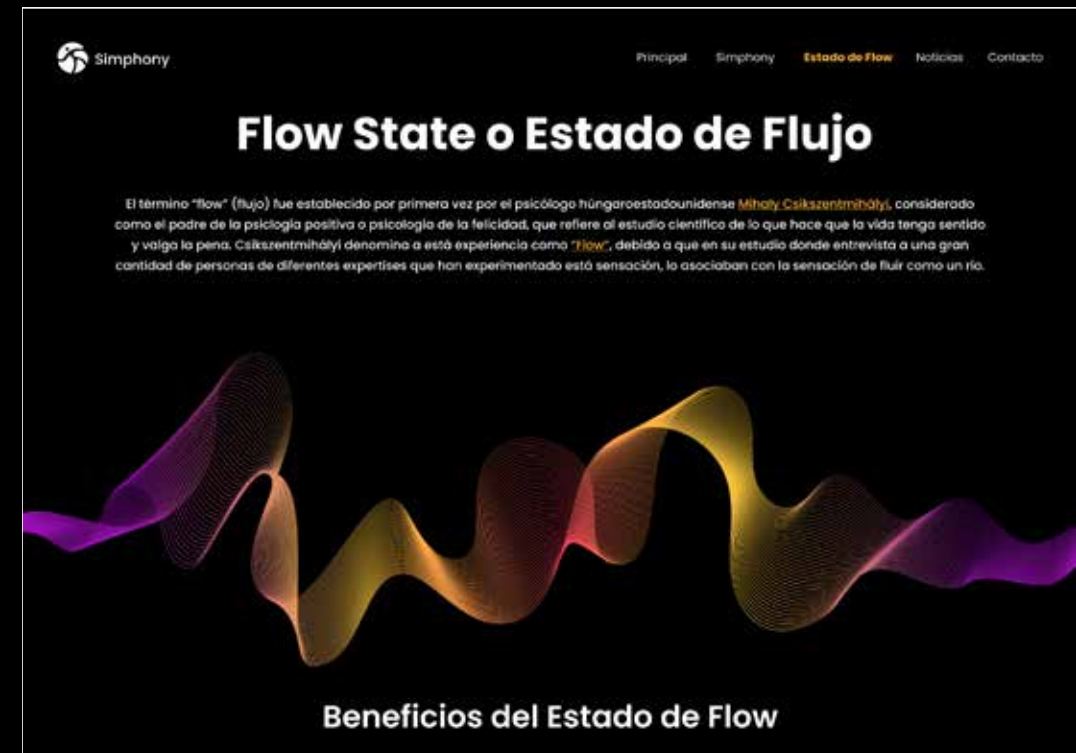 Simphony
Principal Simphony Estado de Flow Noticias Contacto
Flow State o Estado de Flujo
El término “flow” (flujo) fue establecido por primera vez por el psicólogo húngaroestadounidense Mihaly Csikszentmihályi, considerado
como el padre de la psiclogía positiva o psicología de la felicidad, que refiere al estudio científico de lo que hace que la vida tenga sentido
y valga la pena. Csikszentmihályi denomina a está experiencia como “Flow”, debido a que en su estudio donde entrevista a una gran
cantidad de personas de diferentes expertises que han experimentado está sensación, lo asociaban con la sensación de fluir como un río.
Beneficios del Estado de Flow